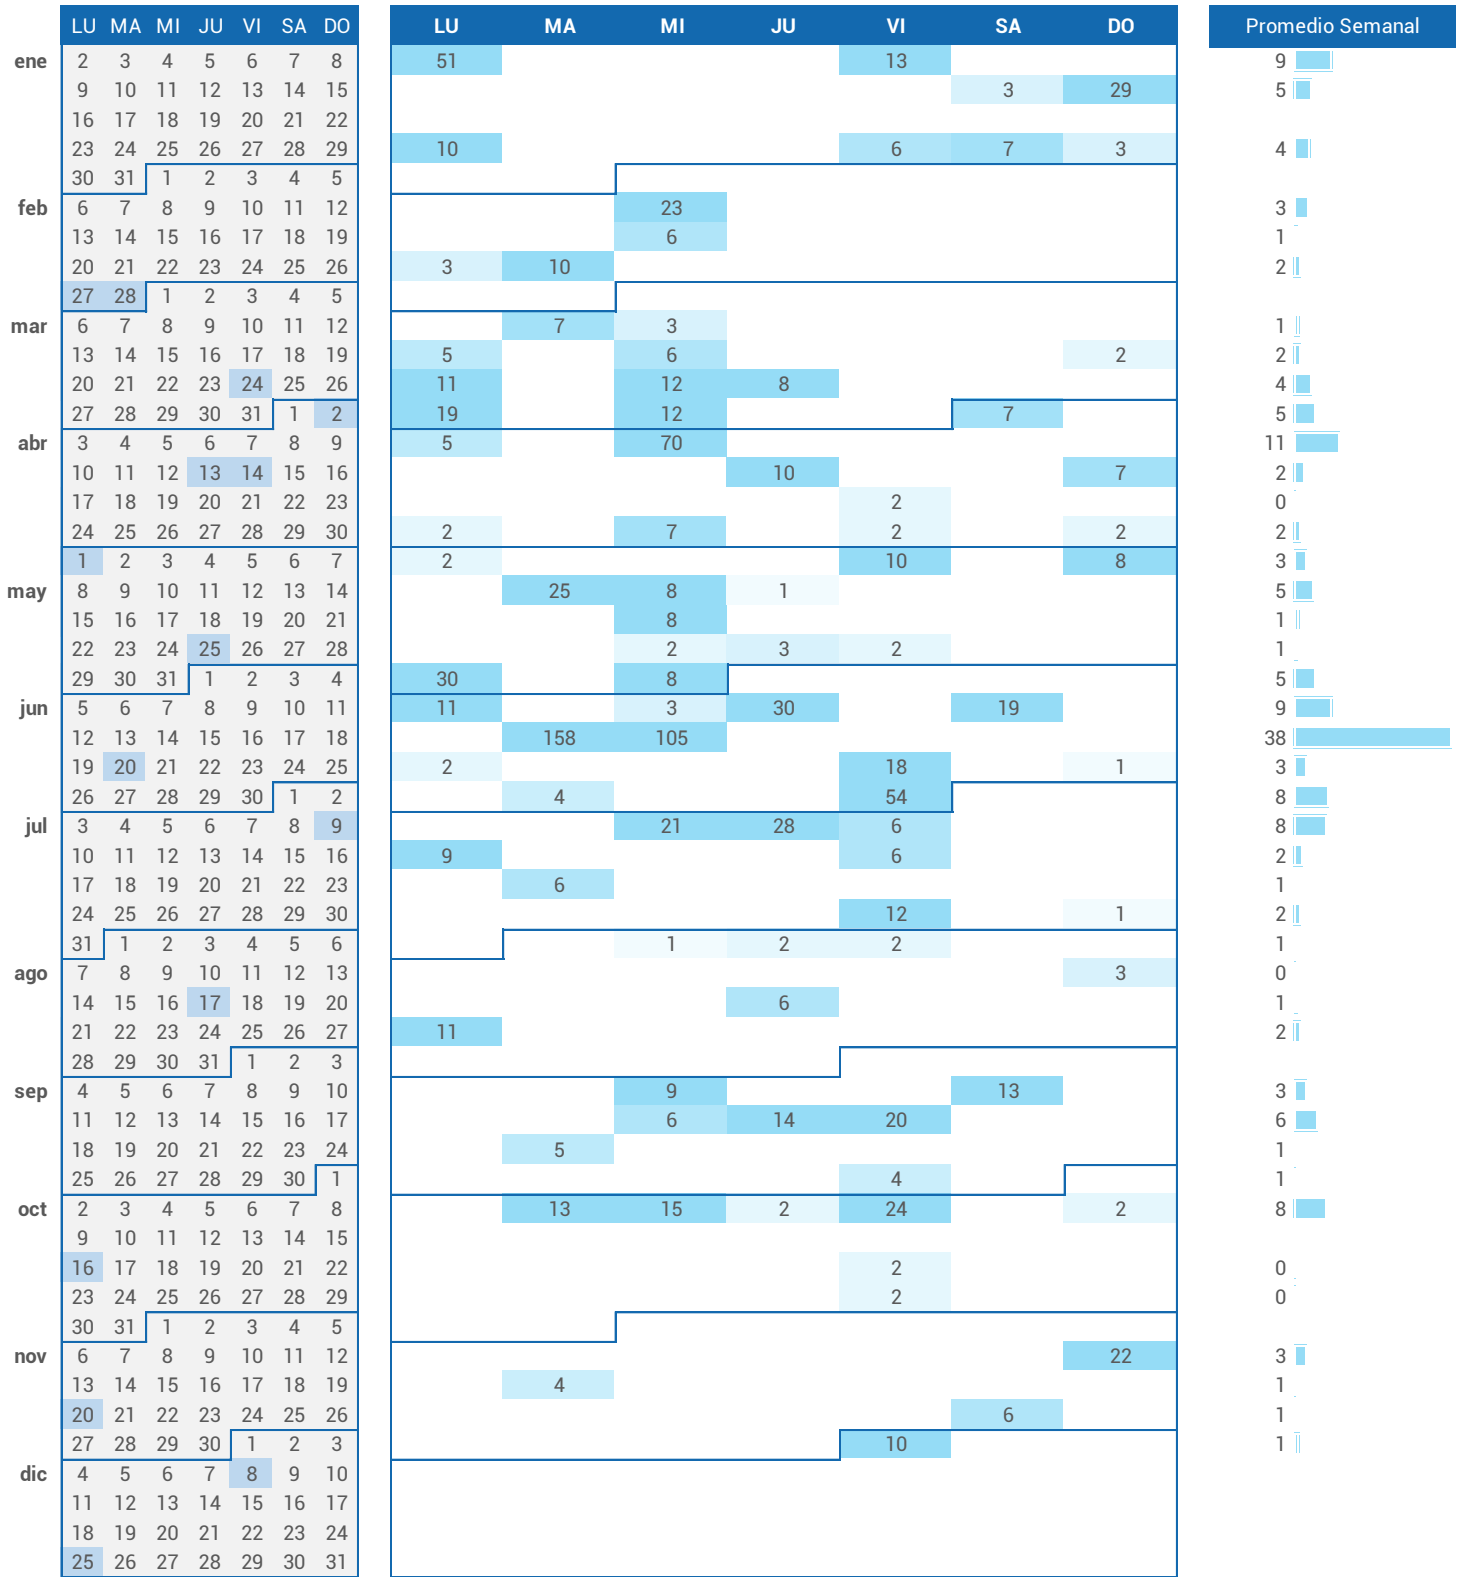 LU MA MI JU VI SA DO LU MA MI JU VI SA DO Promedio Semanal
ene 2 3 4 5 6 7 8 51 13 9
9 10 11 12 13 14 15 3 29 5
16 17 18 19 20 21 22
23 24 25 26 27 28 29 10 6 7 3 4
30 31 1 2 3 4 5
feb 6 7 8 9 10 11 12 23 3
13 14 15 16 17 18 19 6 1
20 21 22 23 24 25 26 3 10 2
27 28 1 2 3 4 5
mar 6 7 8 9 10 11 12 7 3 1
13 14 15 16 17 18 19 5 6 2 2
20 21 22 23 24 25 26 11 12 8 4
27 28 29 30 31 1 2 19 12 7 5
abr 3 4 5 6 7 8 9 5 70 11
10 11 12 13 14 15 16 10 7 2
17 18 19 20 21 22 23 2 0
24 25 26 27 28 29 30 2 7 2 2 2
1 2 3 4 5 6 7 2 10 8 3
may 8 9 10 11 12 13 14 25 8 1 5
15 16 17 18 19 20 21 8 1
22 23 24 25 26 27 28 2 3 2 1
29 30 31 1 2 3 4 30 8 5
jun 5 6 7 8 9 10 11 11 3 30 19 9
12 13 14 15 16 17 18 158 105 38
19 20 21 22 23 24 25 2 18 1 3
26 27 28 29 30 1 2 4 54 8
jul 3 4 5 6 7 8 9 21 28 6 8
10 11 12 13 14 15 16 9 6 2
17 18 19 20 21 22 23 6 1
24 25 26 27 28 29 30 12 1 2
31 1 2 3 4 5 6 1 2 2 1
ago 7 8 9 10 11 12 13 3 0
14 15 16 17 18 19 20 6 1
21 22 23 24 25 26 27 11 2
28 29 30 31 1 2 3
sep 4 5 6 7 8 9 10 9 13 3
11 12 13 14 15 16 17 6 14 20 6
18 19 20 21 22 23 24 5 1
25 26 27 28 29 30 1 4 1
oct 2 3 4 5 6 7 8 13 15 2 24 2 8
9 10 11 12 13 14 15
16 17 18 19 20 21 22 2 0
23 24 25 26 27 28 29 2 0
30 31 1 2 3 4 5
nov 6 7 8 9 10 11 12 22 3
13 14 15 16 17 18 19 4 1
20 21 22 23 24 25 26 6 1
27 28 29 30 1 2 3 10 1
dic 4 5 6 7 8 9 10
11 12 13 14 15 16 17
18 19 20 21 22 23 24
25 26 27 28 29 30 31